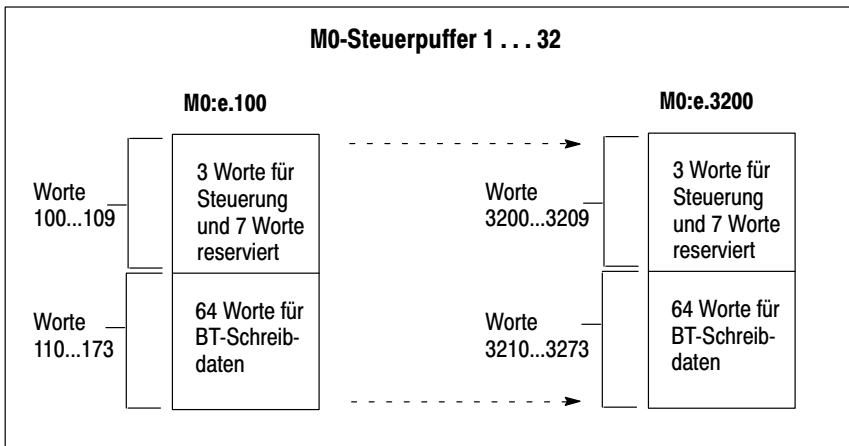 M0-Steuerpuffer 1 . . . 32
M0:e.100
M0:e.3200
Worte
100...109
3 Worte für
Steuerung
und 7 Worte
reserviert
Worte
110...173
64 Worte für
BT-Schreib-
daten
Worte
3200...3209
3 Worte für
Steuerung
und 7 Worte
reserviert
Worte
3210...3273
64 Worte für
BT-Schreib-
daten